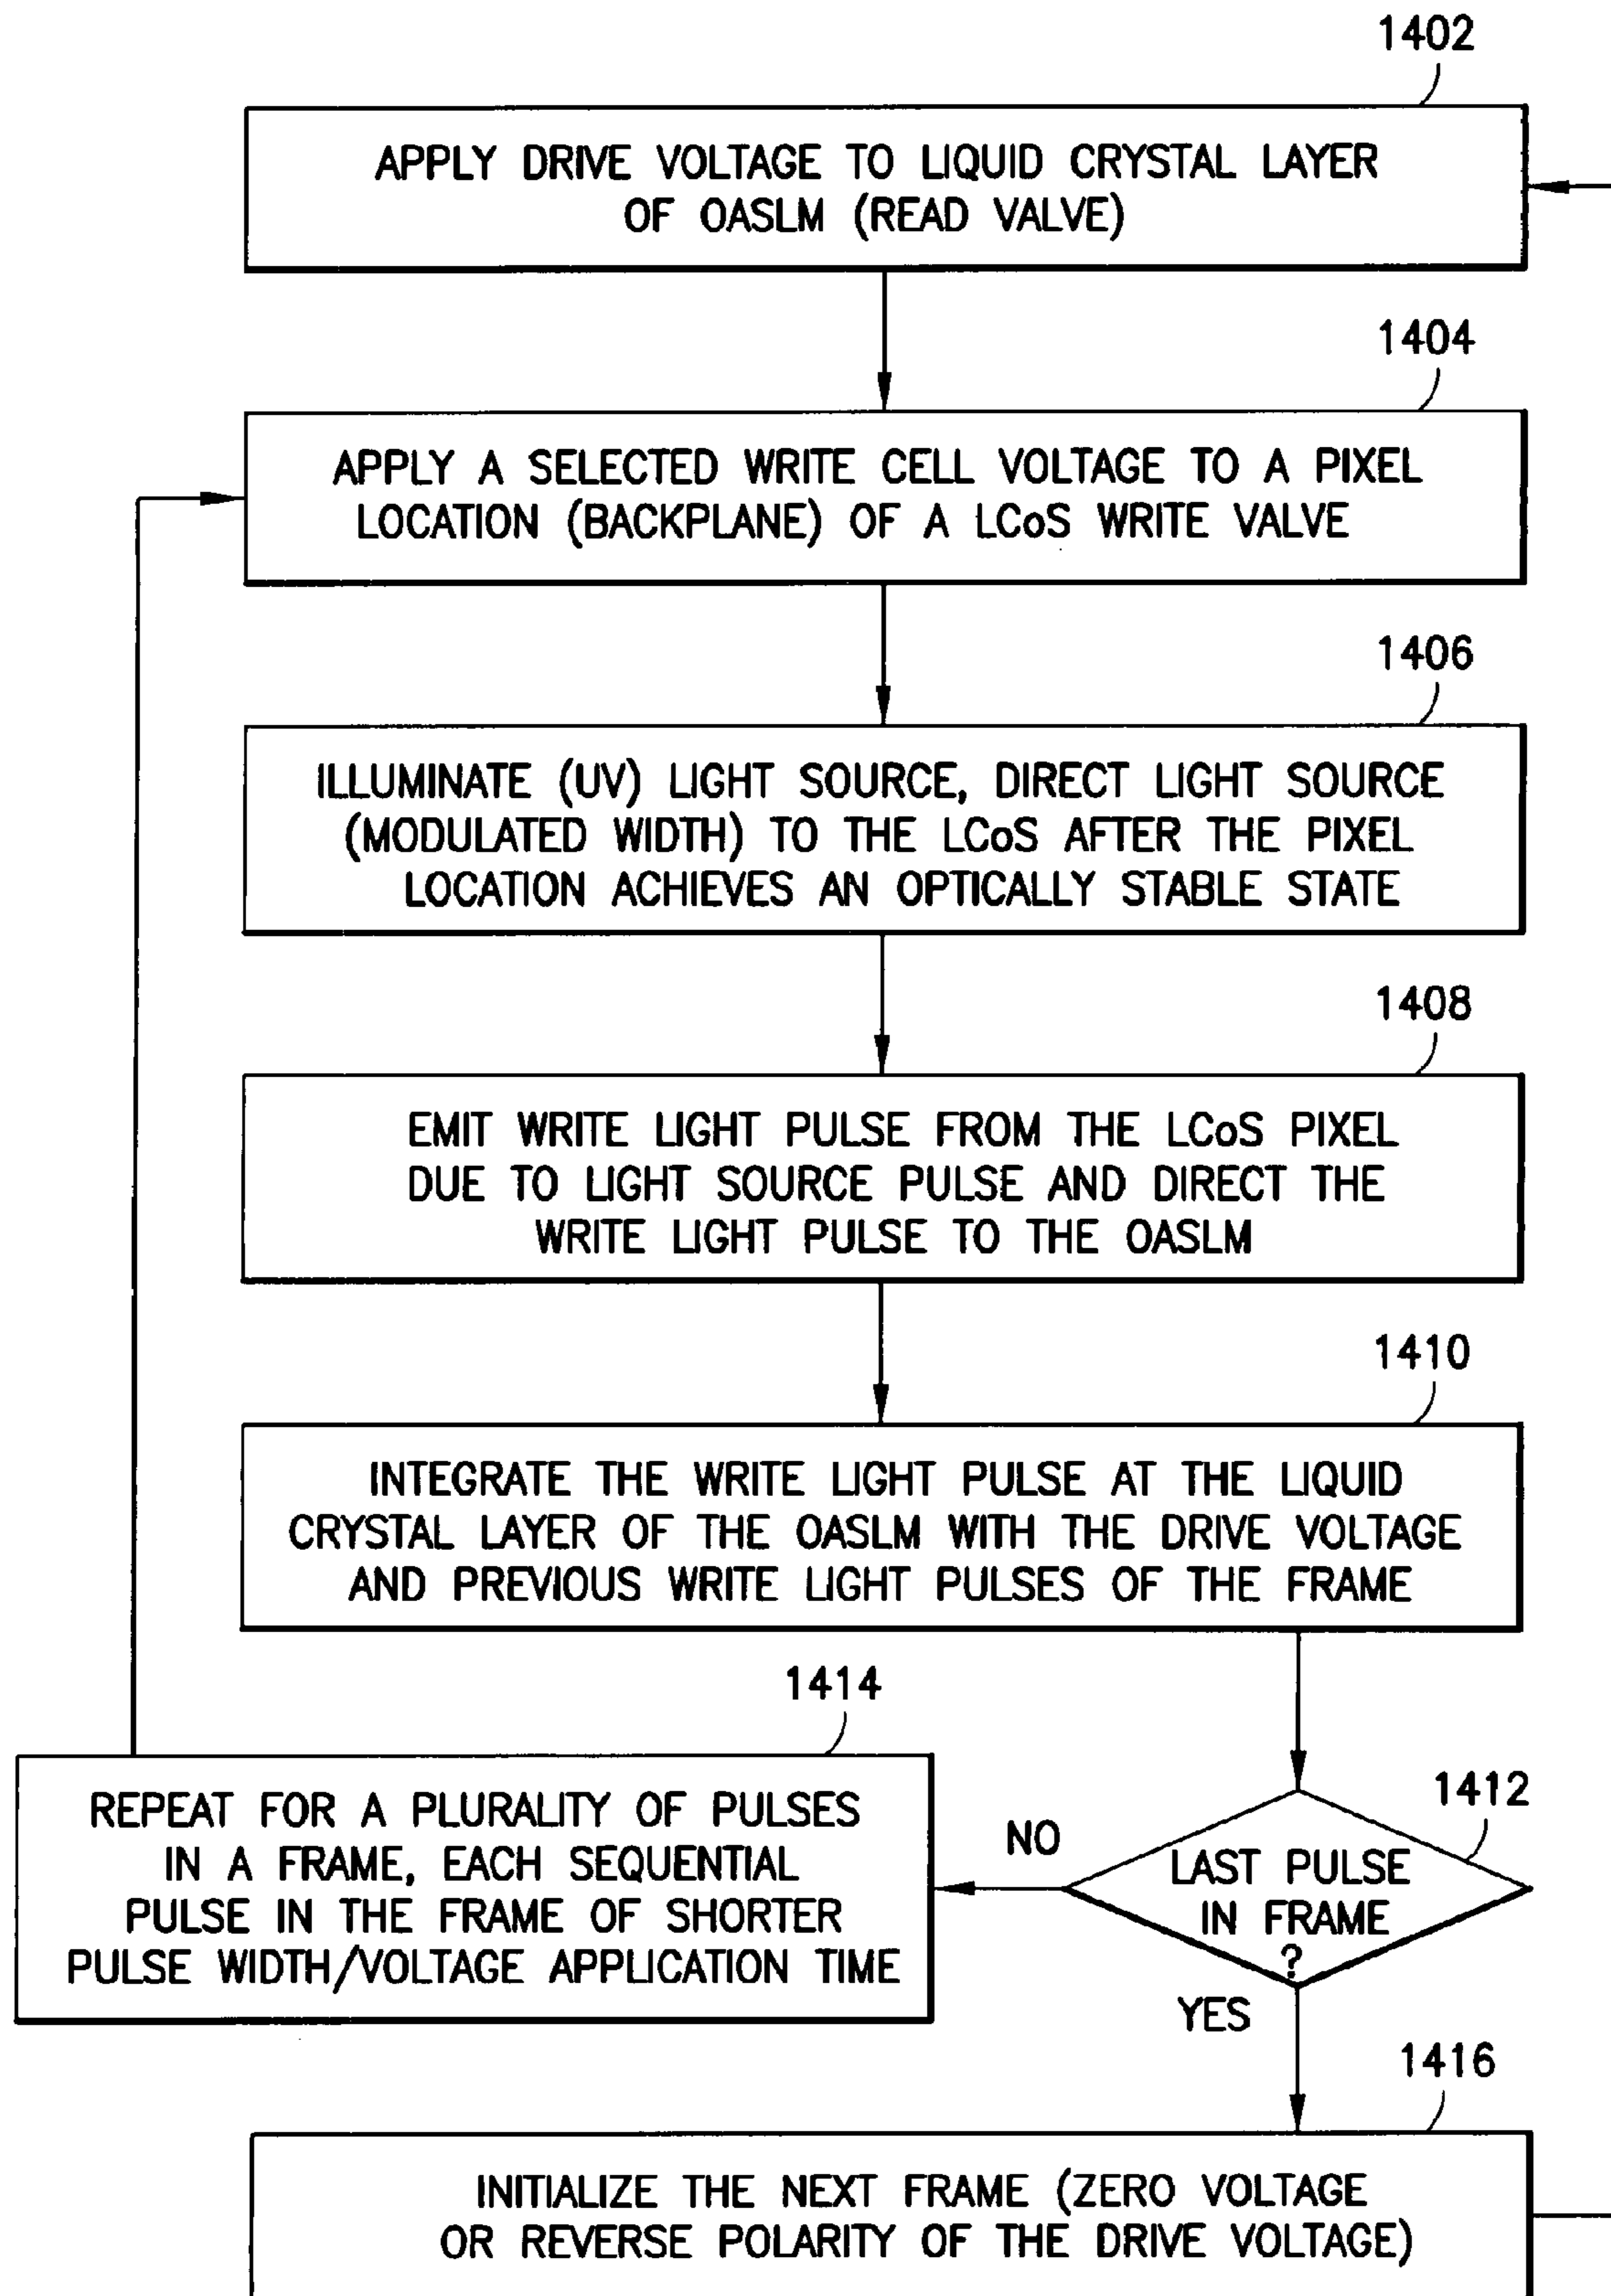 1402
APPLY DRIVE VOLTAGE TO LIQUID CRYSTAL LAYER
OF OASLM (READ VALVE)
1404
APPLY A SELECTED WRITE CELL VOLTAGE TO A PIXEL
LOCATION (BACKPLANE) OF A LCoS WRITE VALVE
1406
ILLUMINATE (UV) LIGHT SOURCE, DIRECT LIGHT SOURCE
(MODULATED WIDTH) TO THE LCoS AFTER THE PIXEL
LOCATION ACHIEVES AN OPTICALLY STABLE STATE
1408
EMIT WRITE LIGHT PULSE FROM THE LCoS PIXEL
DUE TO LIGHT SOURCE PULSE AND DIRECT THE
WRITE LIGHT PULSE TO THE OASLM
1410
INTEGRATE THE WRITE LIGHT PULSE AT THE LIQUID
CRYSTAL LAYER OF THE OASLM WITH THE DRIVE VOLTAGE
AND PREVIOUS WRITE LIGHT PULSES OF THE FRAME
1414
REPEAT FOR A PLURALITY OF PULSES
IN A FRAME, EACH SEQUENTIAL
PULSE IN THE FRAME OF SHORTER
PULSE WIDTH/VOLTAGE APPLICATION TIME
NO
1412
LAST PULSE
IN FRAME
?
YES
1416
INITIALIZE THE NEXT FRAME (ZERO VOLTAGE
OR REVERSE POLARITY OF THE DRIVE VOLTAGE)